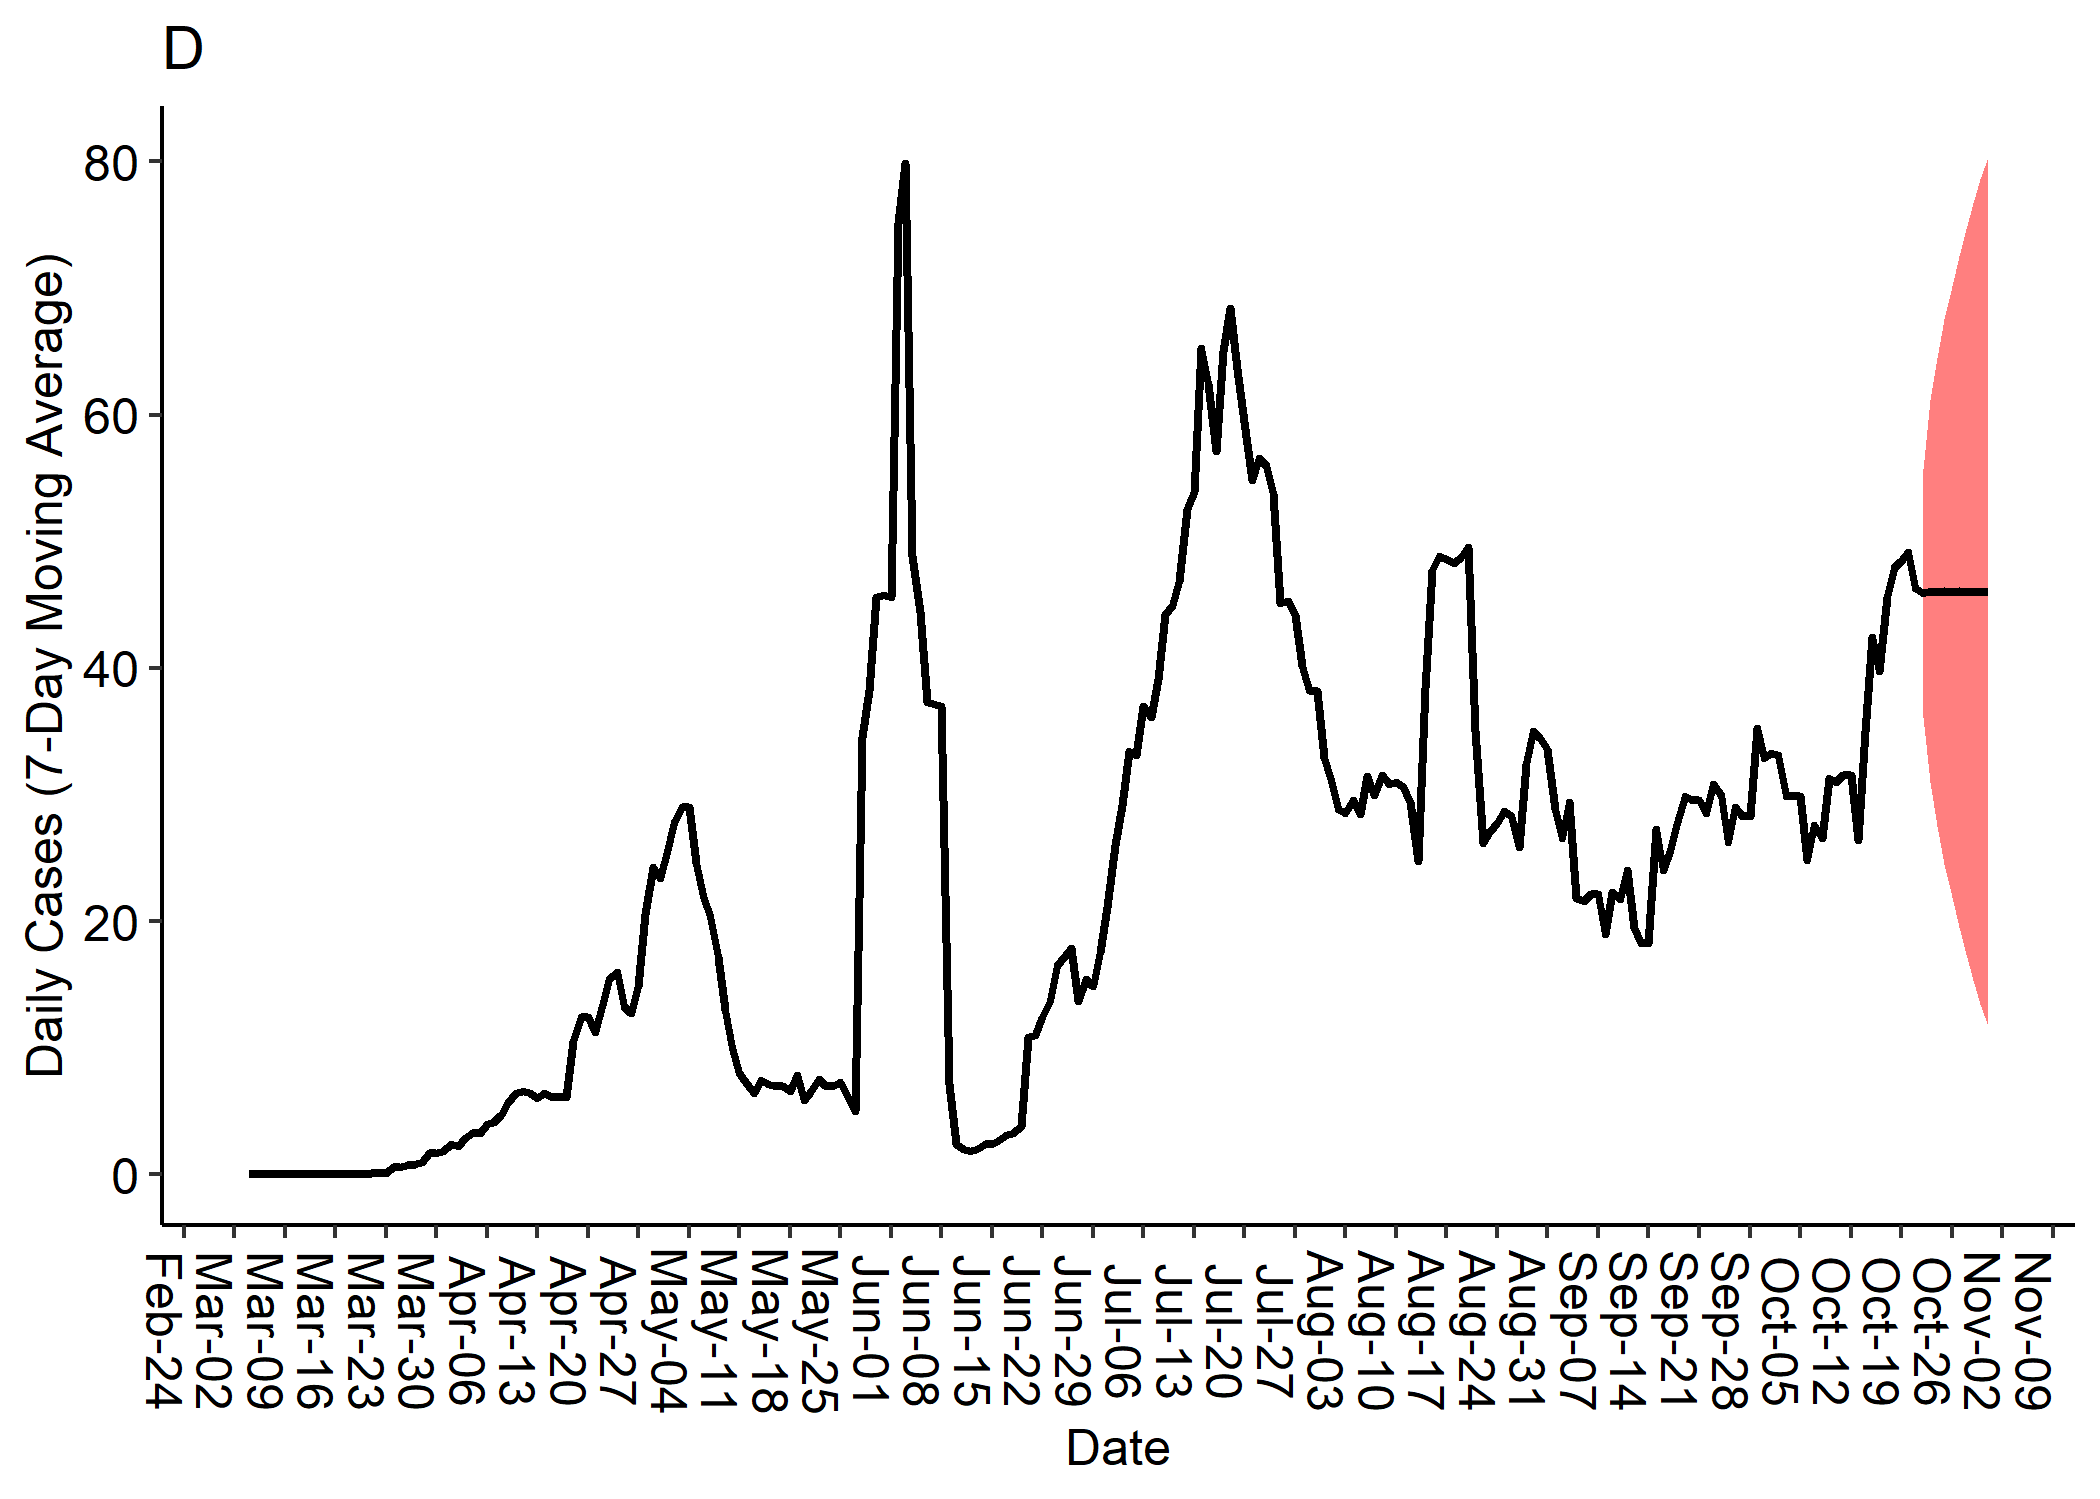 D
Daily Cases (7-Day Moving Average)
80
60
40
20
0
Feb-24
Mar-02
Mar-09
Mar-16
Mar-23
Mar-30
Apr-06
Apr-13
Apr-20
Apr-27
May-04
May-11
May-18
May-25
Jun-01
Jun-08
Jun-15
Jun-22
Jun-29
Jul-06
Jul-13
Jul-20
Jul-27
Aug-03
Aug-10
Aug-17
Aug-24
Aug-31
Sep-07
Sep-14
Sep-21
Sep-28
Oct-05
Oct-12
Oct-19
Oct-26
Nov-02
Nov-09
Date